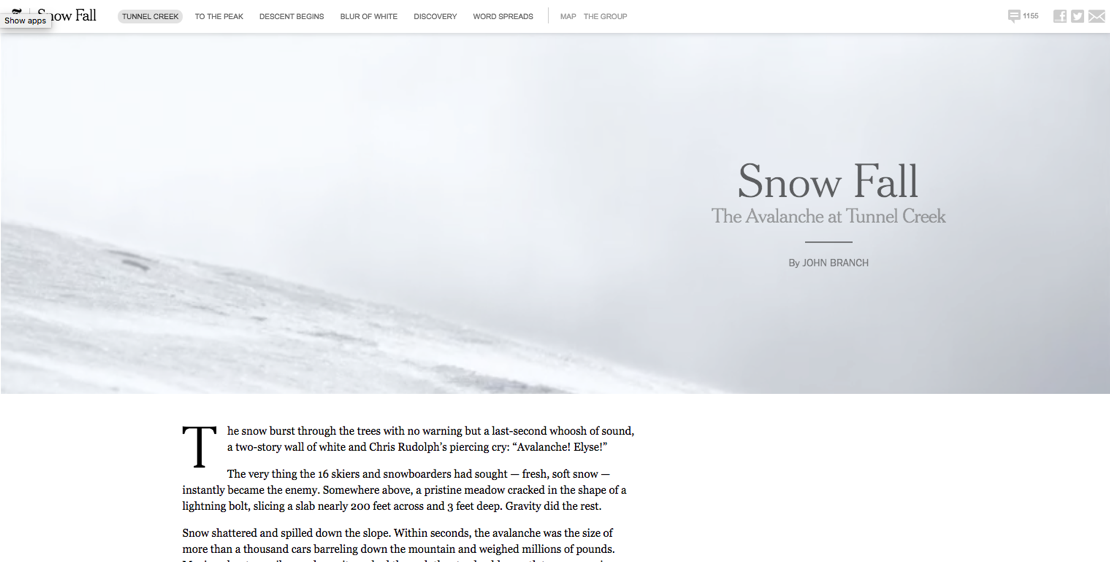 Snow Fall TUNNEL CREEK TO THE PEAK DESCENT BEGINS BLUR OF WHITE DISCOVERY WORD SPREADS MAP THE GROUP 1155
Show apps
Snow Fall
The Avalanche at Tunnel Creek
By JOHN BRANCH
The snow burst through the trees with no warning but a last-second whoosh of sound,
a two-story wall of white and Chris Rudolph’s piercing cry: “Avalanche! Elyse!”
The very thing the 16 skiers and snowboarders had sought — fresh, soft snow —
instantly became the enemy. Somewhere above, a pristine meadow cracked in the shape of a
lightning bolt, slicing a slab nearly 200 feet across and 3 feet deep. Gravity did the rest.
Snow shattered and spilled down the slope. Within seconds, the avalanche was the size of
more than a thousand cars barreling down the mountain and weighed millions of pounds.